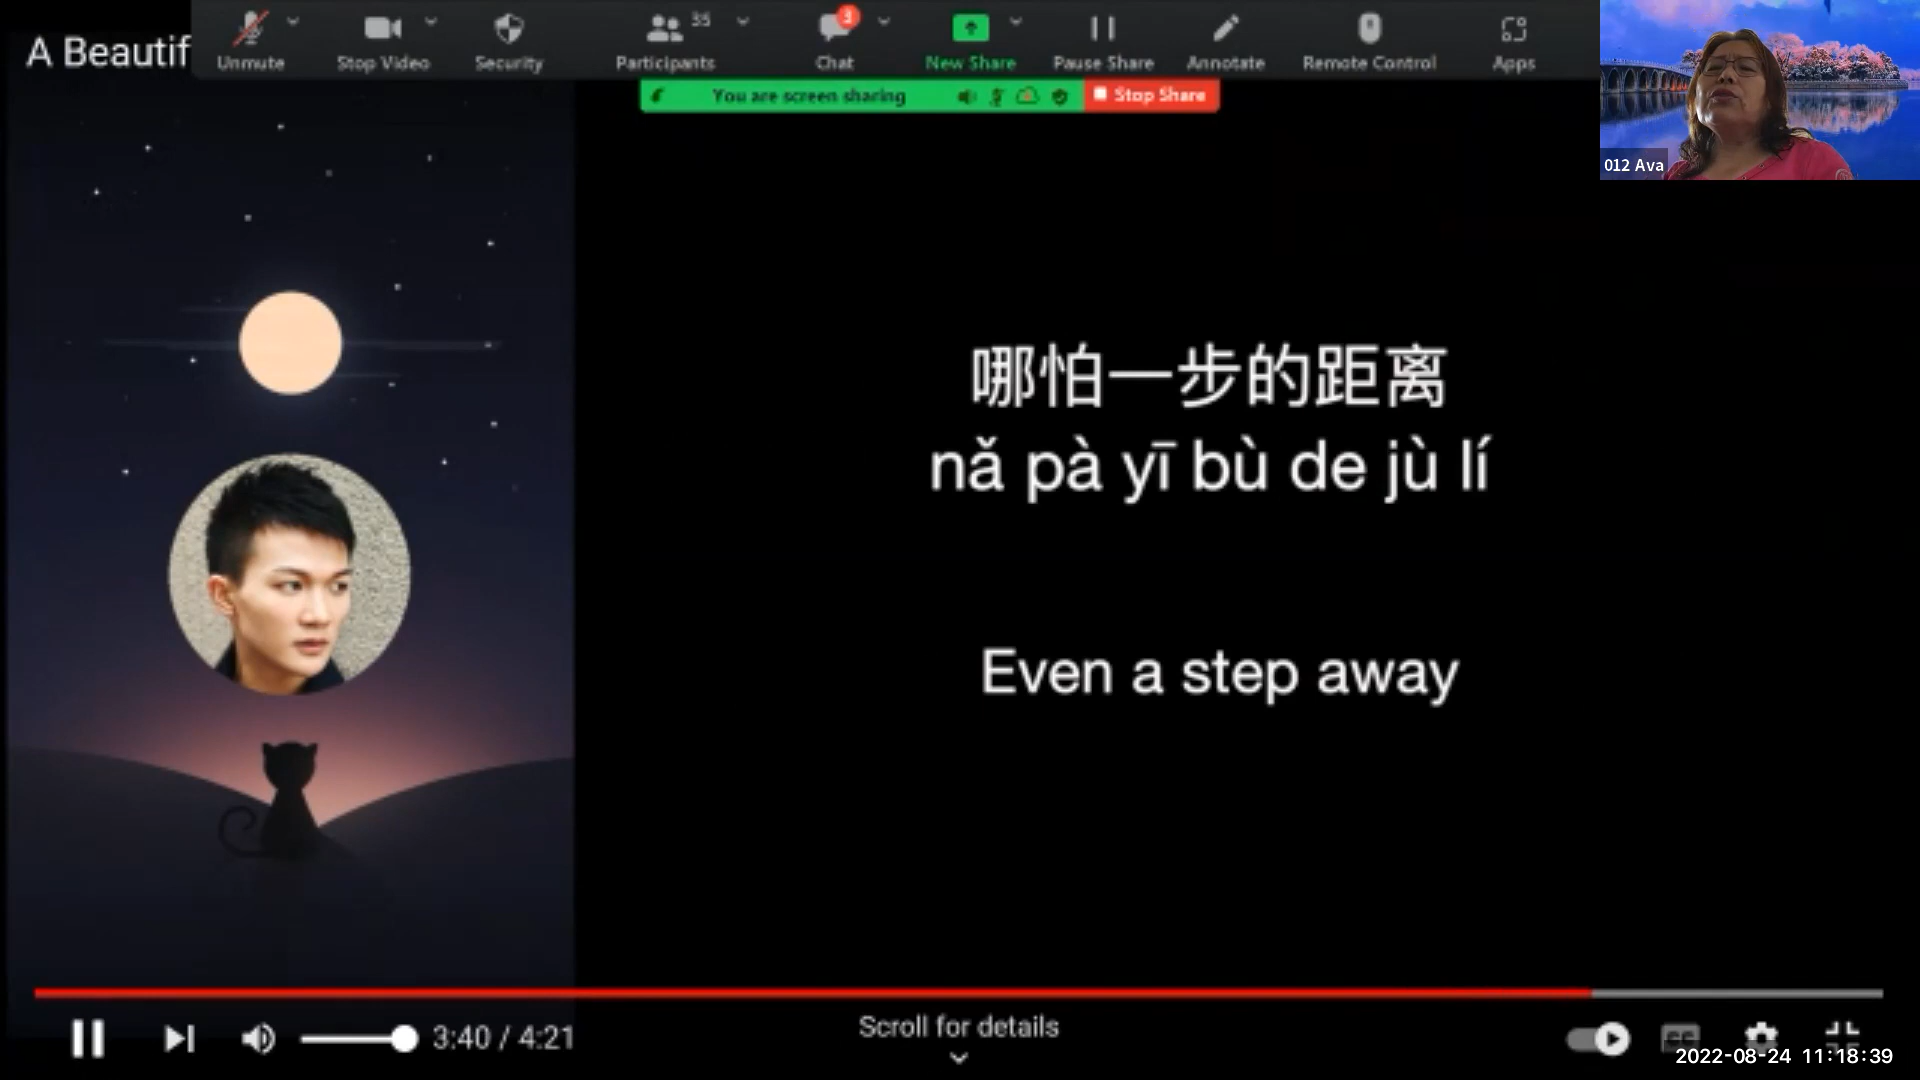 A Beautif
Unmute
Stop Video
Security
Participants 35
Chat 3
New Share
Pause Share
Annotate
Remote Control
Apps
You are screen sharing
Stop Share
012 Ava
哪怕一步的距离
nǎ pà yī bù de jù lí
Even a step away
3:40 / 4:21
Scroll for details
CC
2022-08-24 11:18:39